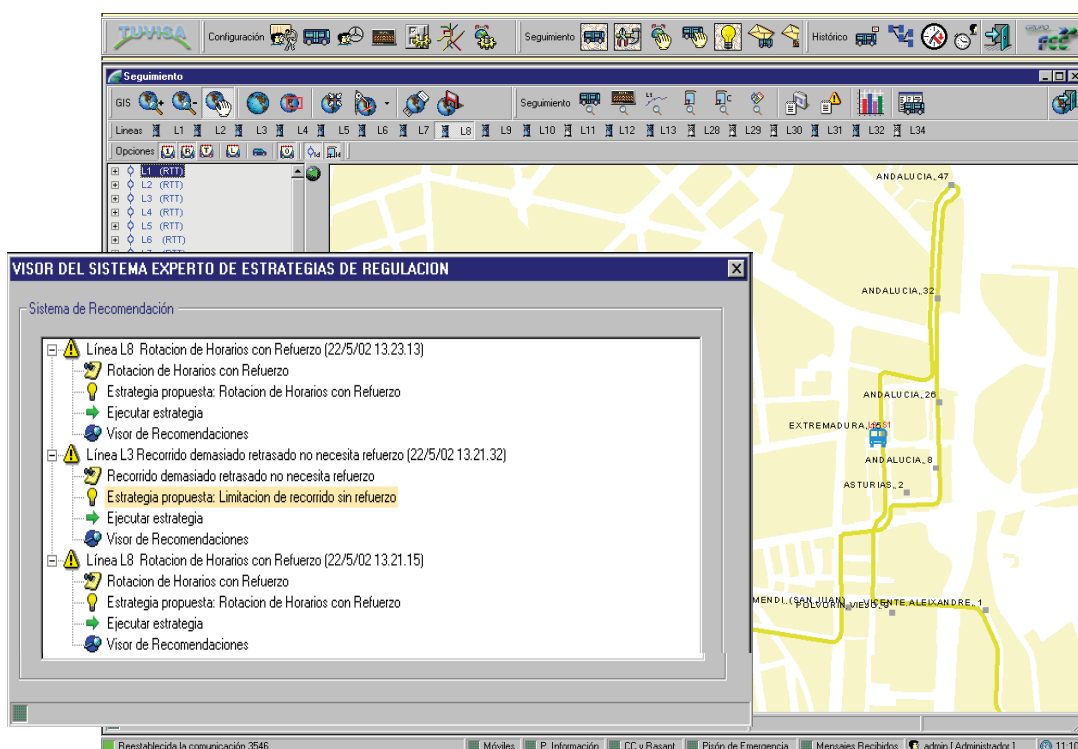 TUVISA
Configuración
Seguimiento
Histórico
fcc
Seguimiento
GIS
Seguimiento
Lineas L1 L2 L3 L4 L5 L6 L7 L8 L9 L10 L11 L12 L13 L28 L29 L30 L31 L32 L34
Opciones
L1 (RTT)
L2 (RTT)
L3 (RTT)
L4 (RTT)
L5 (RTT)
L6 (RTT)
ANDALUCIA,47
ANDALUCIA,32
ANDALUCIA,26
EXTREMADURA,
ANDALUCIA,8
ASTURIAS,2
MENDI,(SAN JUAN)
VICENTE ALEIXANDRE,1
VISOR DEL SISTEMA EXPERTO DE ESTRATEGIAS DE REGULACION
Sistema de Recomendación
Línea L8 Rotacion de Horarios con Refuerzo (22/5/02 13.23.13)
Rotacion de Horarios con Refuerzo
Estrategia propuesta: Rotacion de Horarios con Refuerzo
Ejecutar estrategia
Visor de Recomendaciones
Línea L3 Recorrido demasiado retrasado no necesita refuerzo (22/5/02 13.21.32)
Recorrido demasiado retrasado no necesita refuerzo
Estrategia propuesta: Limitacion de recorrido sin refuerzo
Ejecutar estrategia
Visor de Recomendaciones
Línea L8 Rotacion de Horarios con Refuerzo (22/5/02 13.21.15)
Rotacion de Horarios con Refuerzo
Estrategia propuesta: Rotacion de Horarios con Refuerzo
Ejecutar estrategia
Visor de Recomendaciones
Reestablecida la comunicación 3546
Móviles
P. Información
CC y Rasant
Pisón de Emergencia
Mensajes Recibidos
admin [ Administrador ]
11:10